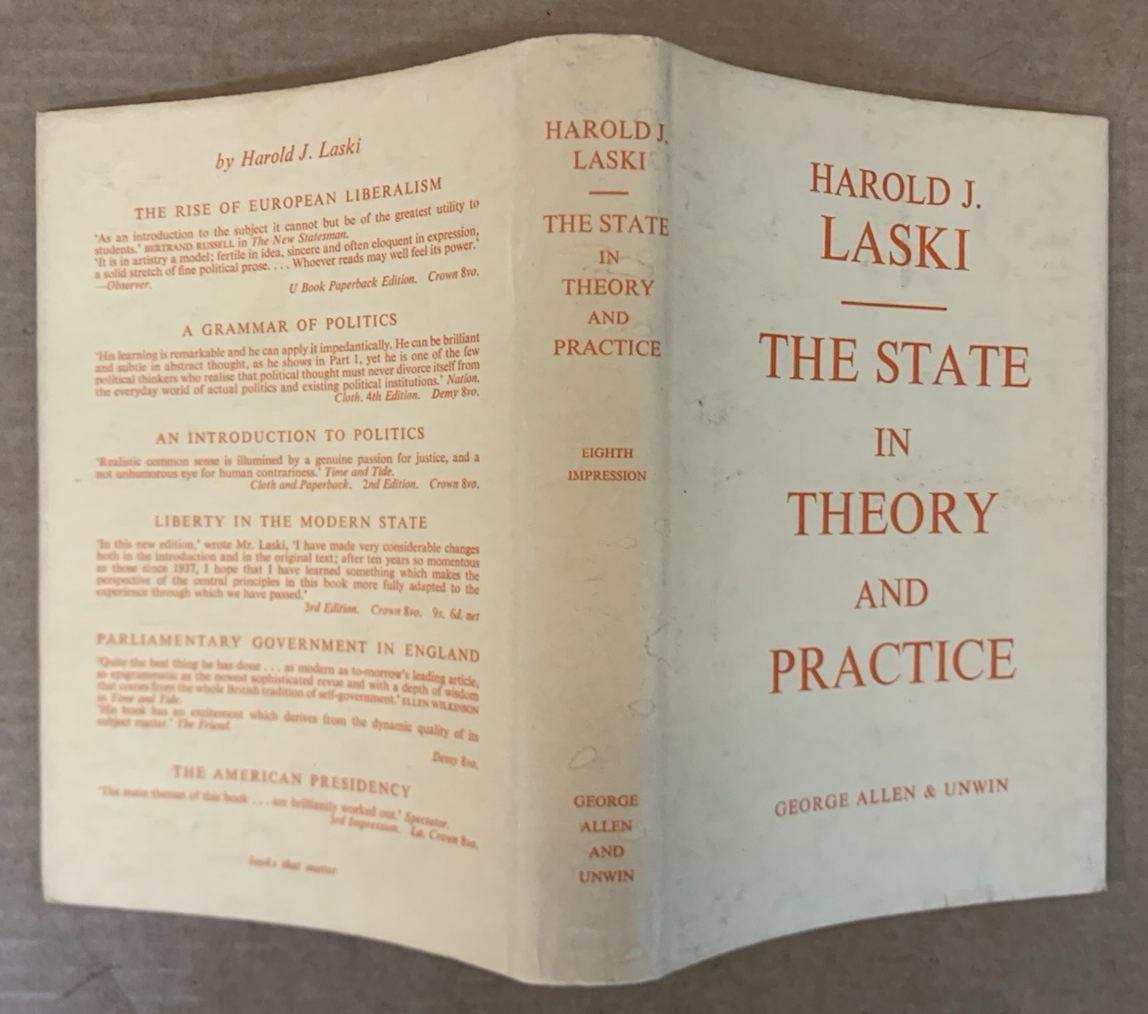 by Harold J. Laski
THE RISE OF EUROPEAN LIBERALISM
'As an introduction to the subject it cannot but be of the greatest utility to
students.' BERTRAND RUSSELL in The New Statesman.
'It is in artistry a model; fertile in idea, sincere and often eloquent in expression,
a solid stretch of fine political prose. . . . Whoever reads may well feel its power.'
—Observer.
U Book Paperback Edition. Crown 8vo.
A GRAMMAR OF POLITICS
'His learning is remarkable and he can apply it impedantically. He can be brilliant
and subtle in abstract thought, as he shows in Part 1, yet he is one of the few
political thinkers who realise that political thought must never divorce itself from
the everyday world of actual politics and existing political institutions.' Nation.
Cloth. 4th Edition. Demy 8vo.
AN INTRODUCTION TO POLITICS
'Realistic common sense is illumined by a genuine passion for justice, and a
not unhumorous eye for human contrariness.' Time and Tide.
Cloth and Paperback. 2nd Edition. Crown 8vo.
LIBERTY IN THE MODERN STATE
'In this new edition,' wrote Mr. Laski, 'I have made very considerable changes
both in the introduction and in the original text; after ten years so momentous
as those since 1937, I hope that I have learned something which makes the
perspective of the central principles in this book more fully adapted to the
experience through which we have passed.'
3rd Edition. Crown 8vo. 9s. 6d. net
PARLIAMENTARY GOVERNMENT IN ENGLAND
'Quite the best thing he has done . . . as modern as to-morrow's leading article,
as epigrammatic as the newest sophisticated revue and with a depth of wisdom
that comes from the whole British tradition of self-government.' ELLEN WILKINSON
in Time and Tide.
'His book has an excitement which derives from the dynamic quality of its
subject matter.' The Friend.
Demy 8vo.
THE AMERICAN PRESIDENCY
'The main themes of this book . . . are brilliantly worked out.' Spectator.
3rd Impression. La. Crown 8vo.
books that matter
HAROLD J.
LASKI
THE STATE
IN
THEORY
AND
PRACTICE
EIGHTH
IMPRESSION
GEORGE
ALLEN
AND
UNWIN
HAROLD J.
LASKI
THE STATE
IN
THEORY
AND
PRACTICE
GEORGE ALLEN & UNWIN